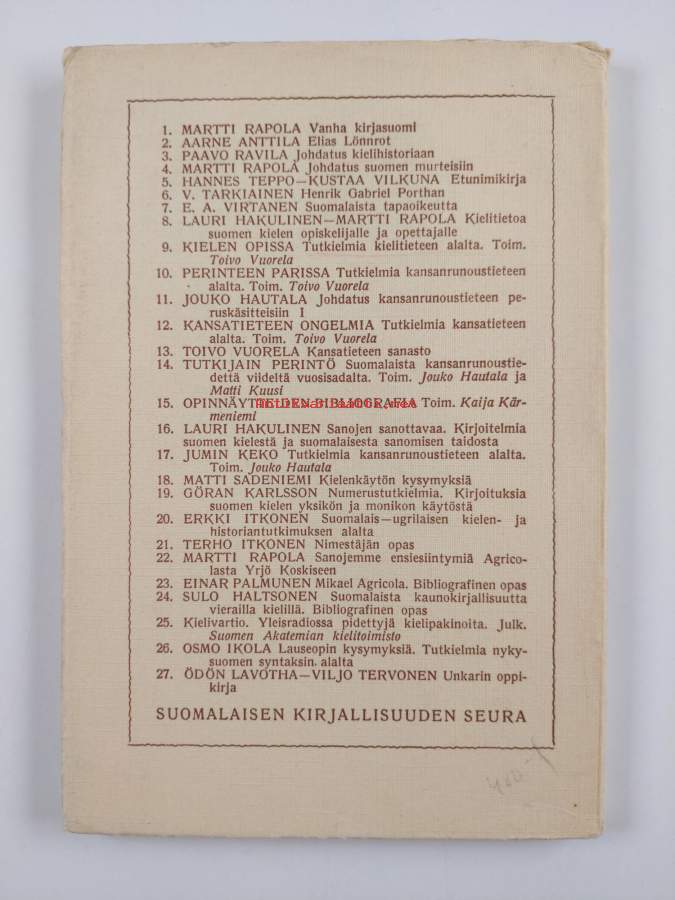 1. MARTTI RAPOLA Vanha kirjasuomi
2. AARNE ANTTILA Elias Lönnrot
3. PAAVO RAVILA Johdatus kielihistoriaan
4. MARTTI RAPOLA Johdatus suomen murteisiin
5. HANNES TEPPO—KUSTAA VILKUNA Etunimikirja
6. V. TARKIAINEN Henrik Gabriel Porthan
7. E. A. VIRTANEN Suomalaista tapaoikeutta
8. LAURI HAKULINEN—MARTTI RAPOLA Kielitietoa
suomen kielen opiskelijalle ja opettajalle
9. KIELEN OPISSA Tutkielmia kielitieteen alalta. Toim.
Toivo Vuorela
10. PERINTEEN PARISSA Tutkielmia kansanrunoustieteen
alalta. Toim. Toivo Vuorela
11. JOUKO HAUTALA Johdatus kansanrunoustieteen pe-
ruskäsitteisiin I
12. KANSATIETEEN ONGELMIA Tutkielmia kansatieteen
alalta. Toim. Toivo Vuorela
13. TOIVO VUORELA Kansatieteen sanasto
14. TUTKIJAIN PERINTÖ Suomalaista kansanrunoustie-
dettä viideltä vuosisadalta. Toim. Jouko Hautala ja
Matti Kuusi
15. OPINNÄYTTEIDEN BIBLIOGRAFIA Toim. Kaija Kär-
meniemi
16. LAURI HAKULINEN Sanojen sanottavaa. Kirjoitelmia
suomen kielestä ja suomalaisesta sanomisen taidosta
17. JUMIN KEKO Tutkielmia kansanrunoustieteen alalta.
Toim. Jouko Hautala
18. MATTI SADENIEMI Kielenkäytön kysymyksiä
19. GÖRAN KARLSSON Numerustutkielmia. Kirjoituksia
suomen kielen yksikön ja monikon käytöstä
20. ERKKI ITKONEN Suomalais—ugrilaisen kielen- ja
historiantutkimuksen alalta
21. TERHO ITKONEN Nimestäjän opas
22. MARTTI RAPOLA Sanojemme ensiesiintymiä Agrico-
lasta Yrjö Koskiseen
23. EINAR PALMUNEN Mikael Agricola. Bibliografinen opas
24. SULO HALTSONEN Suomalaista kaunokirjallisuutta
vierailla kielillä. Bibliografinen opas
25. Kielivartio. Yleisradiossa pidettyjä kielipakinoita. Julk.
Suomen Akatemian kielitoimisto
26. OSMO IKOLA Lauseopin kysymyksiä. Tutkielmia nyky-
suomen syntaksin alalta
27. ÖDÖN LAVOTHA—VILJO TERVONEN Unkarin oppi-
kirja
SUOMALAISEN KIRJALLISUUDEN SEURA